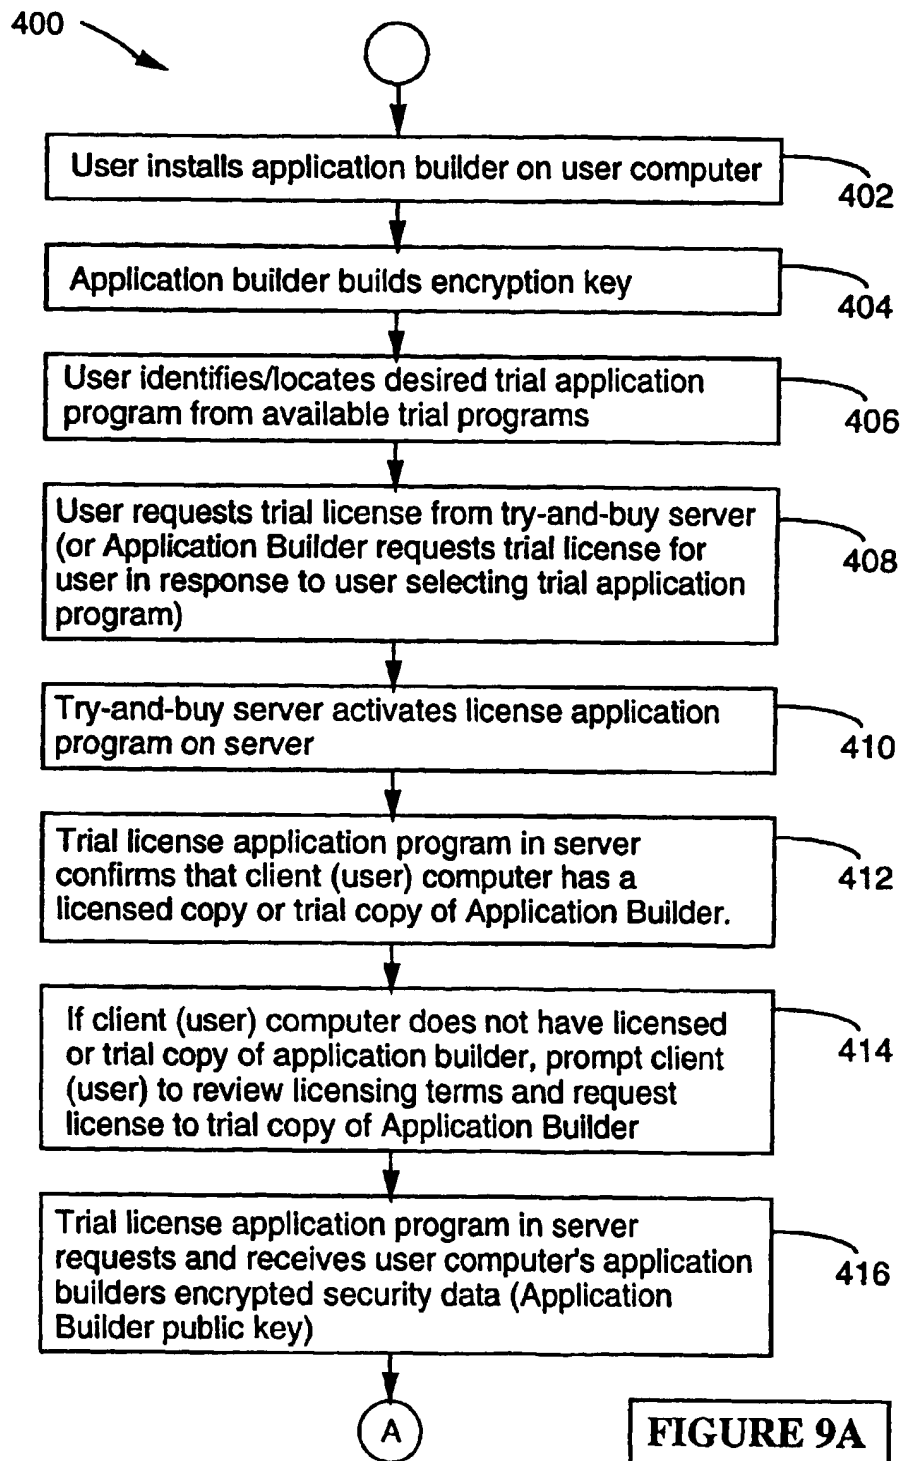 400
User installs application builder on user computer
402
Application builder builds encryption key
404
User identifies/locates desired trial application
program from available trial programs
406
User requests trial license from try-and-buy server
(or Application Builder requests trial license for
user in response to user selecting trial application
program)
408
Try-and-buy server activates license application
program on server
410
Trial license application program in server
confirms that client (user) computer has a
licensed copy or trial copy of Application Builder.
412
If client (user) computer does not have licensed
or trial copy of application builder, prompt client
(user) to review licensing terms and request
license to trial copy of Application Builder
414
Trial license application program in server
requests and receives user computer's application
builders encrypted security data (Application
Builder public key)
416
A
FIGURE 9A